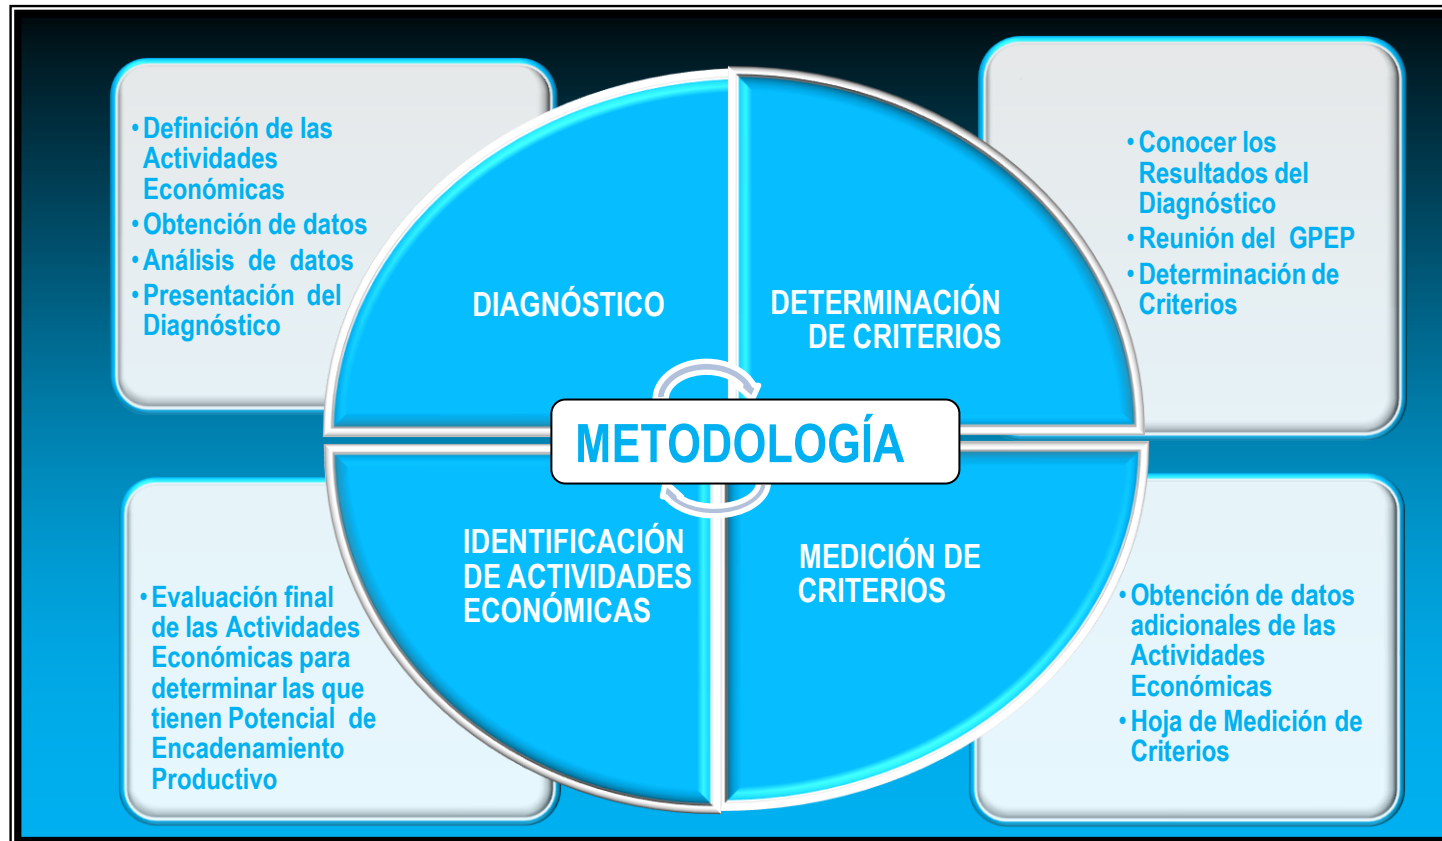 • Definición de las
Actividades
Económicas
• Obtención de datos
• Análisis de datos
• Presentación del
Diagnóstico
DIAGNÓSTICO
DETERMINACIÓN
DE CRITERIOS
• Conocer los
Resultados del
Diagnóstico
• Reunión del GPEP
• Determinación de
Criterios
METODOLOGÍA
• Evaluación final
de las Actividades
Económicas para
determinar las que
tienen Potencial de
Encadenamiento
Productivo
IDENTIFICACIÓN
DE ACTIVIDADES
ECONÓMICAS
MEDICIÓN DE
CRITERIOS
• Obtención de datos
adicionales de las
Actividades
Económicas
• Hoja de Medición de
Criterios